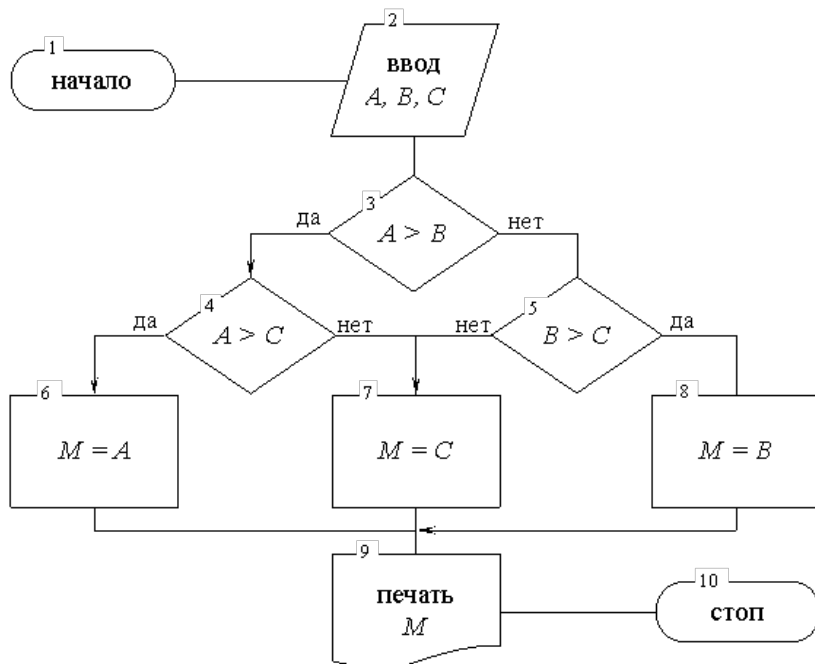 1
начало
2
ввод
A, B, C
3
да
A > B
нет
4
да
A > C
нет
5
нет
B > C
да
6
M = A
7
M = C
8
M = B
9
печать
M
10
стоп